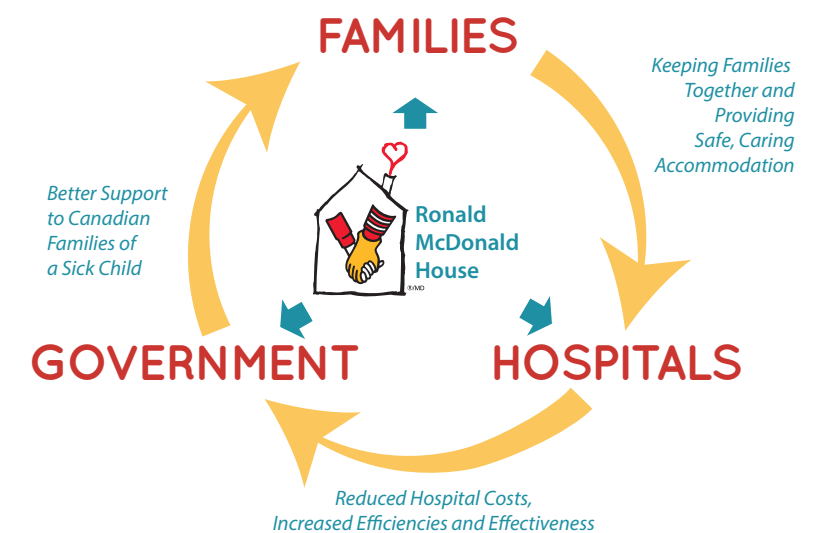 FAMILIES
Keeping Families
Together and
Providing
Safe, Caring
Accommodation
Better Support
to Canadian
Families of
a Sick Child
Ronald
McDonald
House
®/MD
GOVERNMENT
HOSPITALS
Reduced Hospital Costs,
Increased Efficiencies and Effectiveness